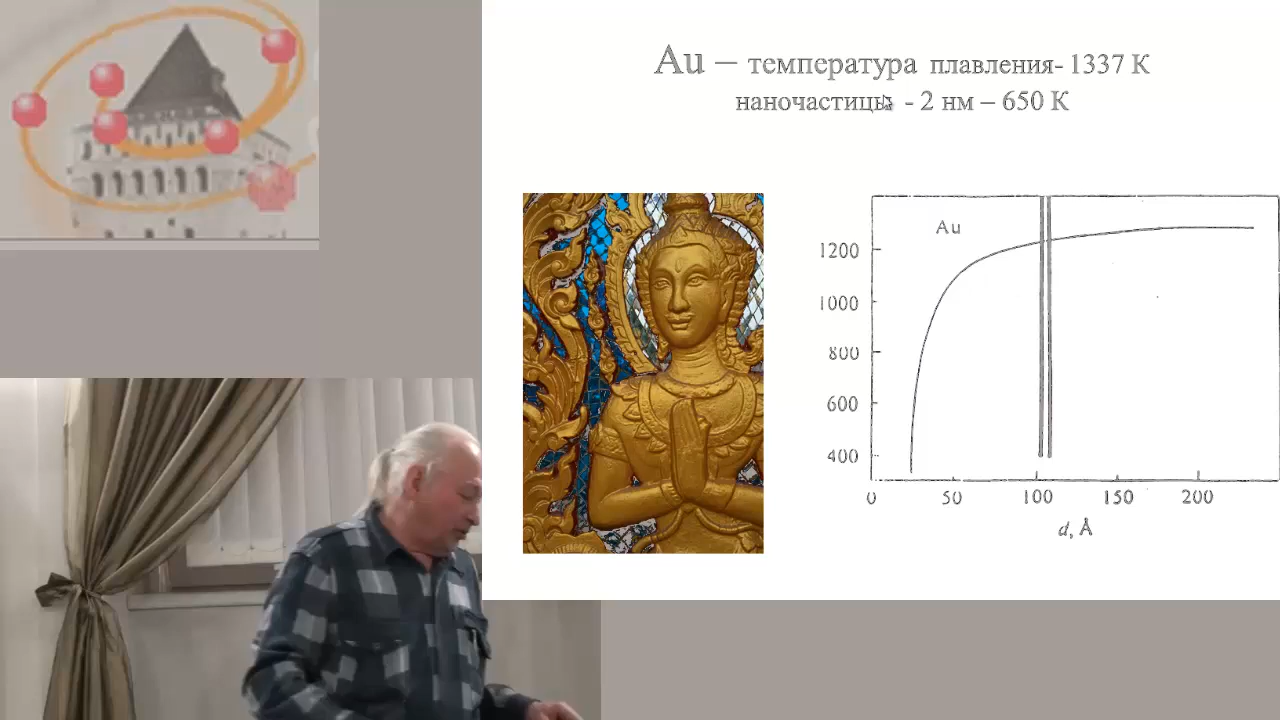 Au – температура плавления- 1337 К
наночастицы - 2 нм – 650 К
Au
1200
1000
800
600
400
0 50 100 150 200
d, Å